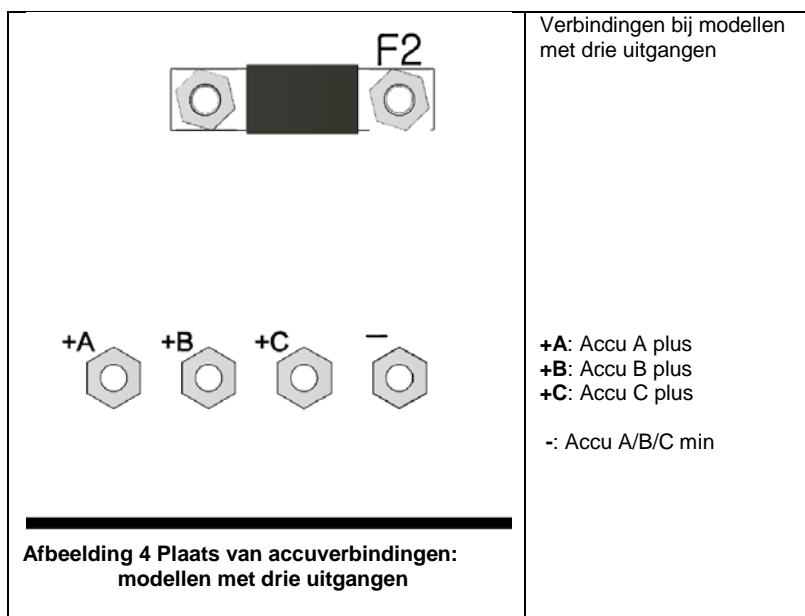 F2
+A +B +C –
Afbeelding 4 Plaats van accuverbindingen:
modellen met drie uitgangen
Verbindingen bij modellen
met drie uitgangen
+A: Accu A plus
+B: Accu B plus
+C: Accu C plus
-: Accu A/B/C min